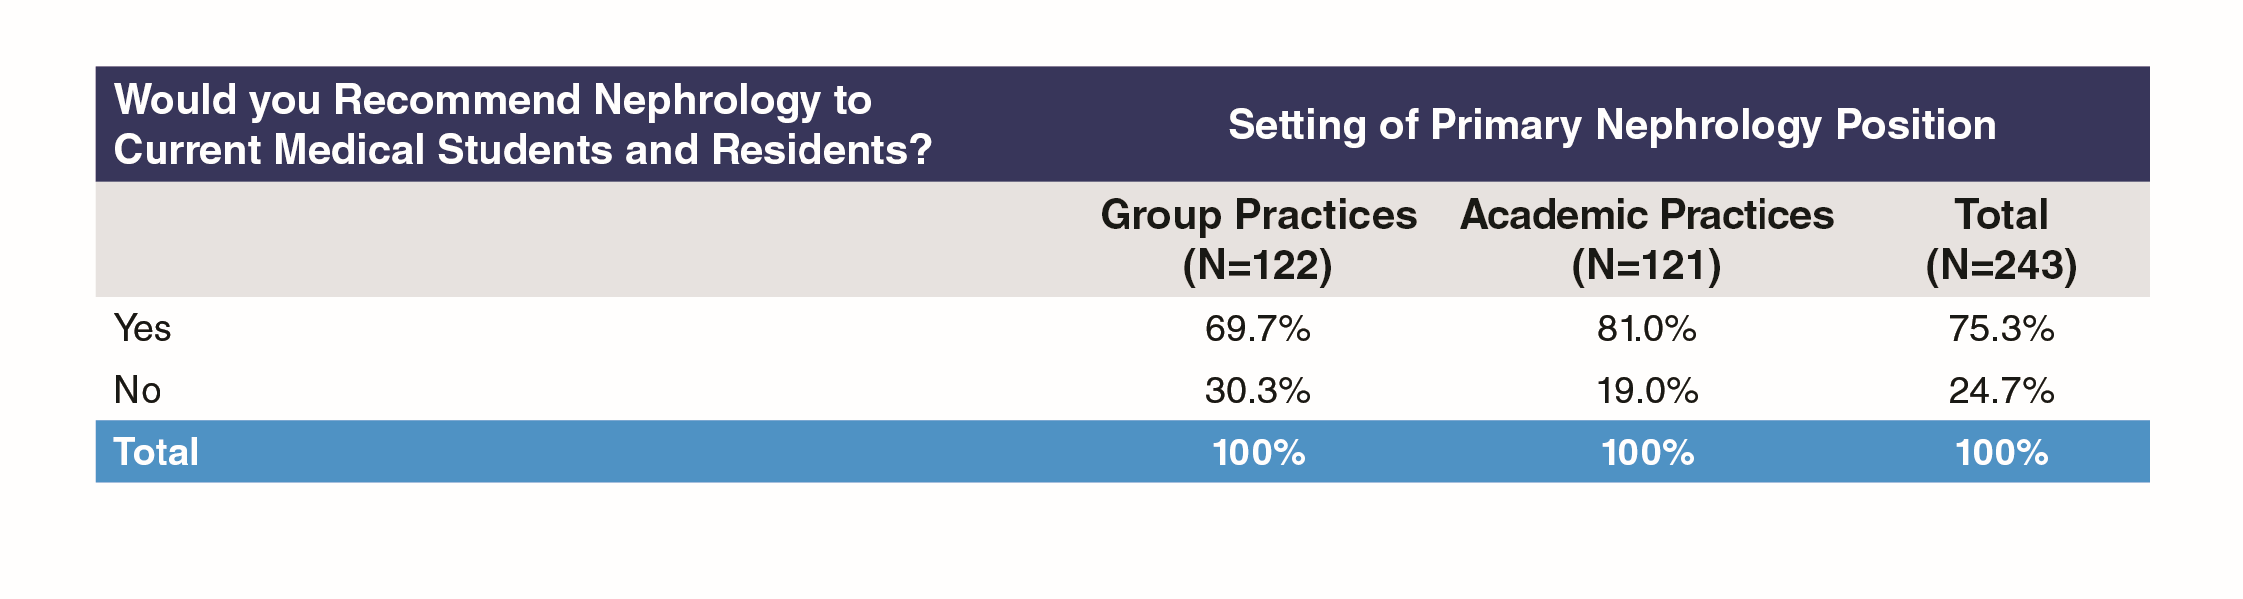 Would you Recommend Nephrology to
Current Medical Students and Residents?
Setting of Primary Nephrology Position
Group Practices Academic Practices Total
(N=122) (N=121) (N=243)
Yes 69.7% 81.0% 75.3%
No 30.3% 19.0% 24.7%
Total 100% 100% 100%